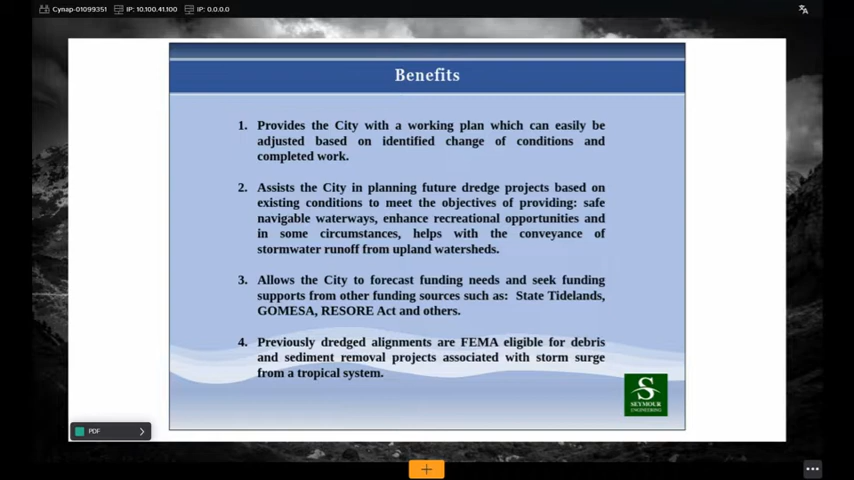 Cynap-01099351 IP: 10.100.41.100 IP: 0.0.0.0
Benefits
1. Provides the City with a working plan which can easily be
adjusted based on identified change of conditions and
completed work.
2. Assists the City in planning future dredge projects based on
existing conditions to meet the objectives of providing: safe
navigable waterways, enhance recreational opportunities and
in some circumstances, helps with the conveyance of
stormwater runoff from upland watersheds.
3. Allows the City to forecast funding needs and seek funding
supports from other funding sources such as: State Tidelands,
GOMESA, RESORE Act and others.
4. Previously dredged alignments are FEMA eligible for debris
and sediment removal projects associated with storm surge
from a tropical system.
S
SEYMOUR
ENGINEERING
PDF